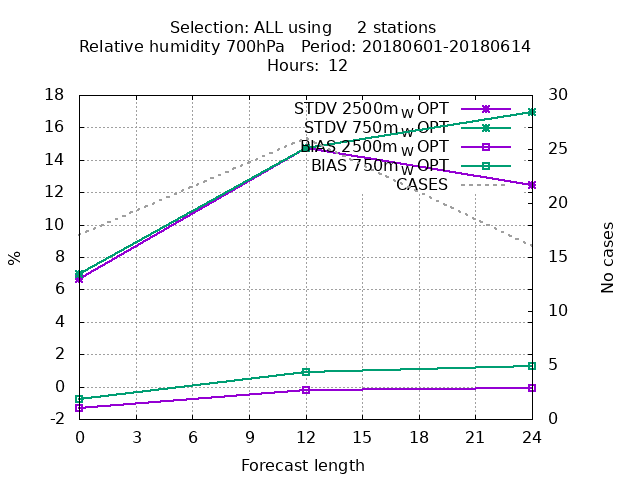 Selection: ALL using 2 stations
Relative humidity 700hPa Period: 20180601-20180614
Hours: 12
18
16
14
12
10
8
6
4
2
0
-2
%
STDV 2500m_W OPT
STDV 750m_W OPT
BIAS 2500m_W OPT
BIAS 750m_W OPT
CASES
30
25
20
15
10
5
0
No cases
0 3 6 9 12 15 18 21 24
Forecast length